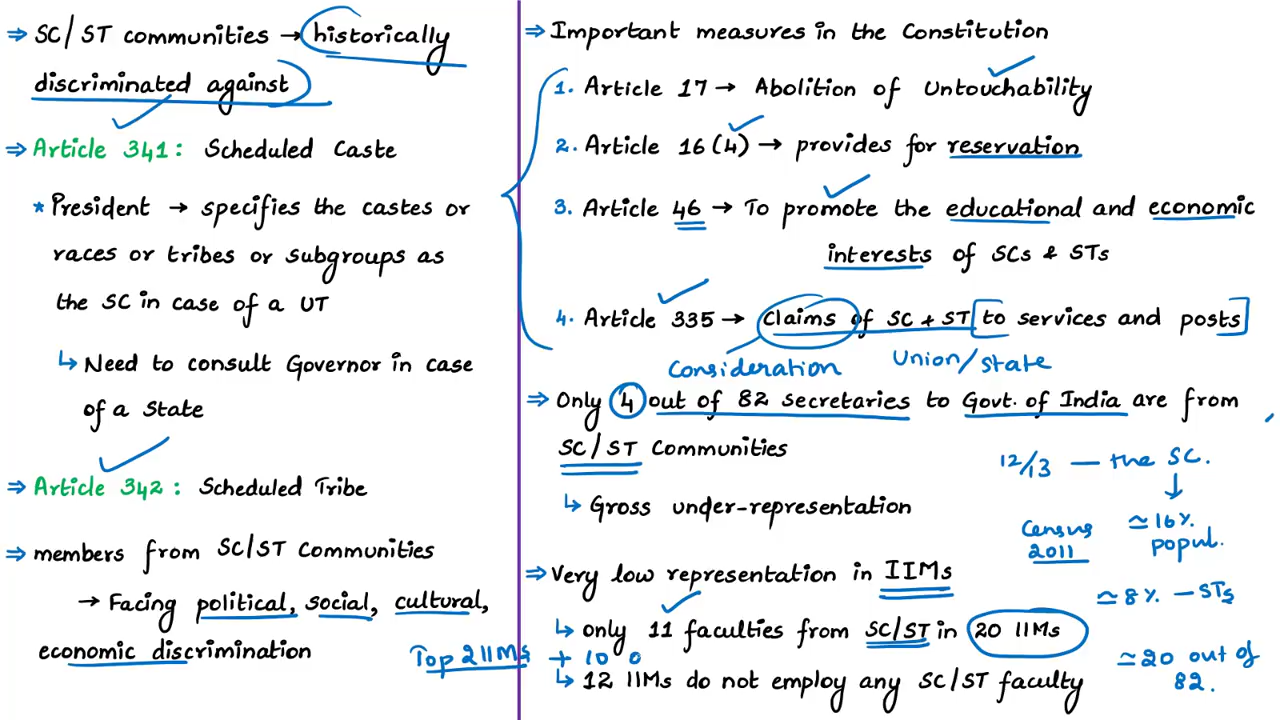 ⇒ SC/ST communities → historically
discriminated against
⇒ Article 341: Scheduled Caste
* President → specifies the castes or
races or tribes or subgroups as
the SC in case of a UT
↳ Need to consult Governor in case
of a State
⇒ Article 342: Scheduled Tribe
⇒ members from SC/ST Communities
→ Facing political, social, cultural,
economic discrimination
⇒ Important measures in the Constitution
1. Article 17 → Abolition of Untouchability
2. Article 16(4) → provides for reservation
3. Article 46 → To promote the educational and economic
interests of SCs & STs
4. Article 335 → Claims of SC & ST to services and posts
Consideration
Union/State
⇒ Only 4 out of 82 secretaries to Govt. of India are from
SC/ST Communities
↳ Gross under-representation
12/13 — the SC.
↓
≃16% popul.
Census
2011
≃8% — STs
≃20 out of
82.
⇒ Very low representation in IIMs
↳ only 11 faculties from SC/ST in 20 IIMs
Top 2 IIMs + 10 0
↳ 12 IIMs do not employ any SC/ST faculty